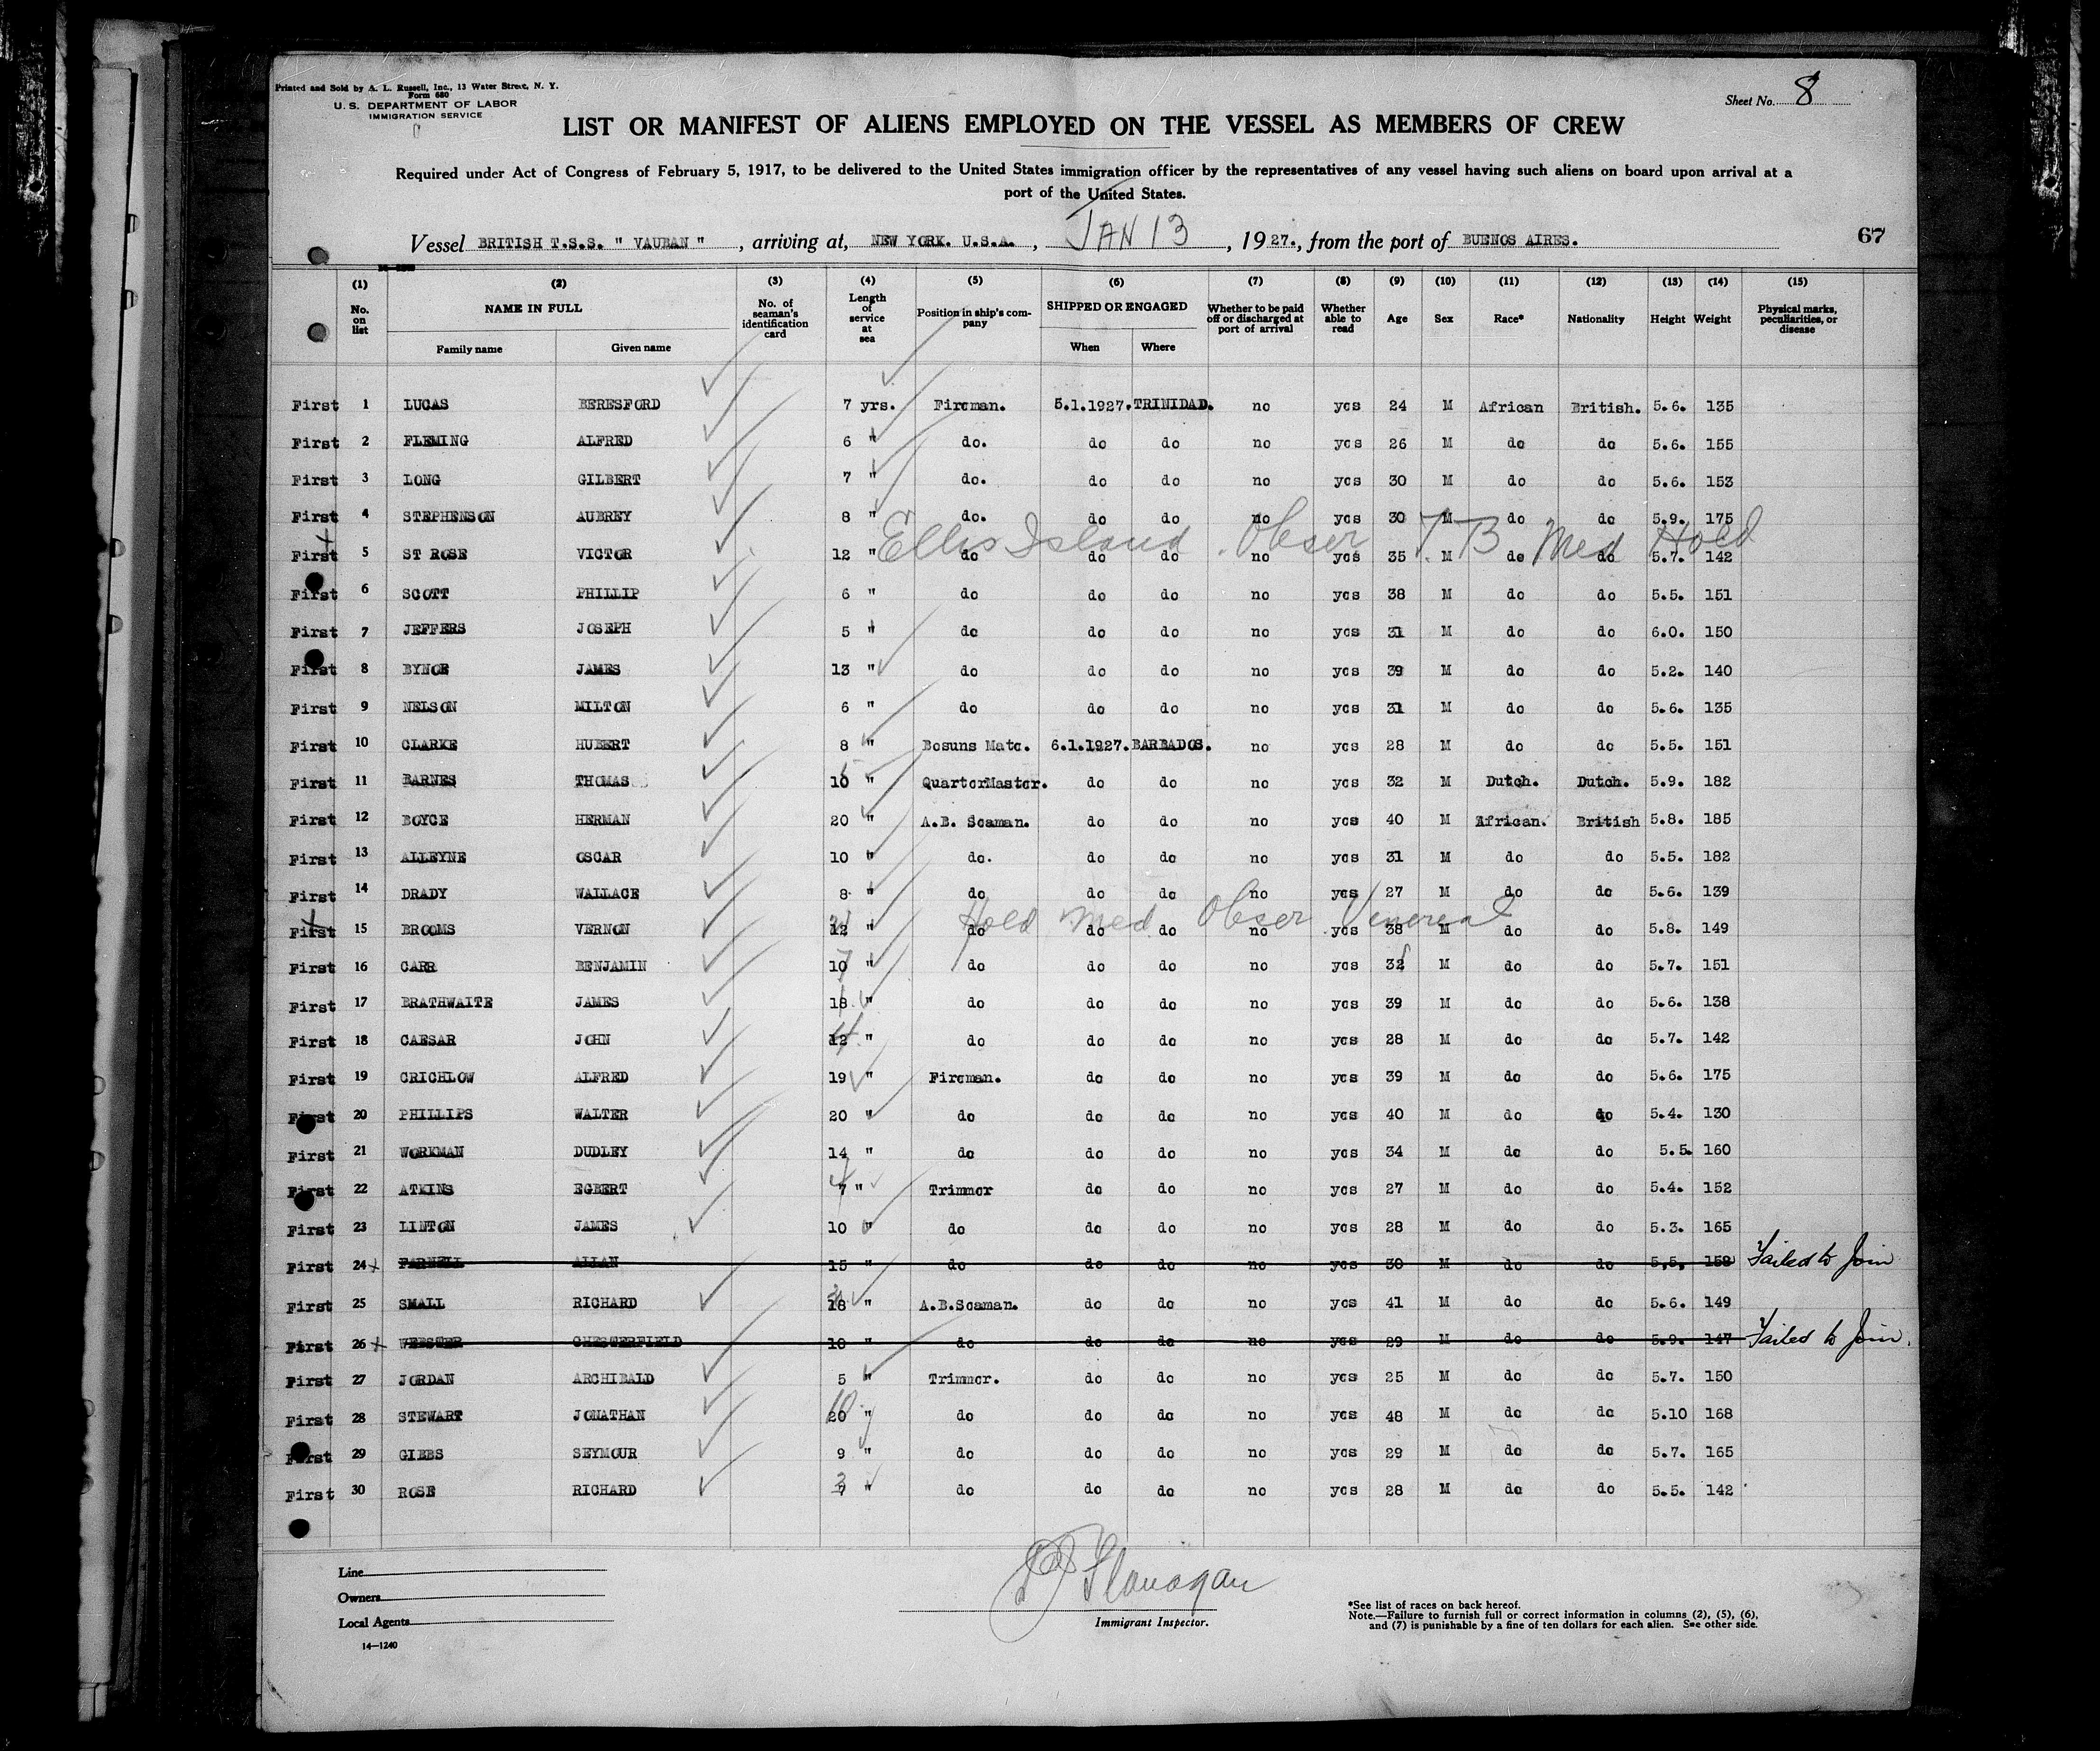 Printed and Sold by A. L. Russell, Inc., 13 Water Street, N. Y.
Form 680
U. S. DEPARTMENT OF LABOR
IMMIGRATION SERVICE
Sheet No. 8
LIST OR MANIFEST OF ALIENS EMPLOYED ON THE VESSEL AS MEMBERS OF CREW
Required under Act of Congress of February 5, 1917, to be delivered to the United States immigration officer by the representatives of any vessel having such aliens on board upon arrival at a
port of the United States.
Vessel BRITISH T.S.S. " VAUBAN " , arriving at, NEW YORK. U.S.A. , JAN 13 , 1927., from the port of BUENOS AIRES. 67
(1) (2) (3) (4) (5) (6) (7) (8) (9) (10) (11) (12) (13) (14) (15)
No. on list NAME IN FULL Family name Given name No. of seaman's identification card Length of service at sea Position in ship's company SHIPPED OR ENGAGED When Where Whether to be paid off or discharged at port of arrival Whether able to read Age Sex Race* Nationality Height Weight Physical marks, peculiarities, or disease
First 1 LUCAS BERESFORD 7 yrs. Fireman. 5.1.1927. TRINIDAD. no yes 24 M African British. 5.6. 135
First 2 FLEMING ALFRED 6 " do. do do no yes 26 M do do 5.6. 155
First 3 LONG GILBERT 7 " do. do do no yes 30 M do do 5.6. 153
First 4 STEPHENSON AUBREY 8 " do. do do no yes 30 M do do 5.9. 175
Ellis Island. Obser TB Med Hold
First 5 ST ROSE VICTOR 12 " do do do no yes 35 M do do 5.7. 142
First 6 SCOTT PHILLIP 6 " do do do no yes 38 M do do 5.5. 151
First 7 JEFFERS JOSEPH 5 " do do do no yes 31 M do do 6.0. 150
First 8 BYNOE JAMES 13 " do do do no yes 39 M do do 5.2. 140
First 9 NELSON MILTON 6 " do do do no yes 31 M do do 5.6. 135
First 10 CLARKE HUBERT 8 " Bosuns Mate. 6.1.1927. BARBADOS. no yes 28 M do do 5.5. 151
First 11 BARNES THOMAS 10 " QuarterMaster. do do no yes 32 M Dutch. Dutch. 5.9. 182
First 12 BOYCE HERMAN 20 " A.B. Seaman. do do no yes 40 M African. British 5.8. 185
First 13 ALLEYNE OSCAR 10 " do. do do no yes 31 M do do 5.5. 182
First 14 DRADY WALLACE 8 " do do do no yes 27 M do do 5.6. 139
Hold Med Obser Venereal
First 15 BROOMS VERNON 12 " do do do no yes 38 M do do 5.8. 149
First 16 CARR BENJAMIN 10 7 " do do do no yes 32 M do do 5.7. 151
First 17 BRATHWAITE JAMES 18 " do do do no yes 39 M do do 5.6. 138
First 18 CAESAR JOHN 12 4 " do do do no yes 28 M do do 5.7. 142
First 19 CRICHLOW ALFRED 19 " Fireman. do do no yes 39 M do do 5.6. 175
First 20 PHILLIPS WALTER 20 " do do do no yes 40 M do do 5.4. 130
First 21 WORKMAN DUDLEY 14 " do do do no yes 34 M do do 5.5. 160
First 22 ATKINS EGBERT 7 " Trimmer do do no yes 27 M do do 5.4. 152
First 23 LINTON JAMES 10 " do do do no yes 28 M do do 5.3. 165
First 24 FARNELL ALLAN 15 " do do do no yes 30 M do do 5.5. 158 Failed to Join
First 25 SMALL RICHARD 18 " A.B.Seaman. do do no yes 41 M do do 5.6. 149
First 26 WEBSTER CHESTERFIELD 10 " do do do no yes 29 M do do 5.9. 147 Failed to Join.
First 27 JORDAN ARCHIBALD 5 " Trimmer. do do no yes 25 M do do 5.7. 150
First 28 STEWART JONATHAN 20 10 " do do do no yes 48 M do do 5.10 168
First 29 GIBBS SEYMOUR 9 " do do do no yes 29 M do do 5.7. 165
First 30 ROSE RICHARD 7 3 " do do do no yes 28 M do do 5.5. 142
Line
Owners
Local Agents
14—1240
Flanagan
Immigrant Inspector.
*See list of races on back hereof.
Note.—Failure to furnish full or correct information in columns (2), (5), (6),
and (7) is punishable by a fine of ten dollars for each alien. See other side.